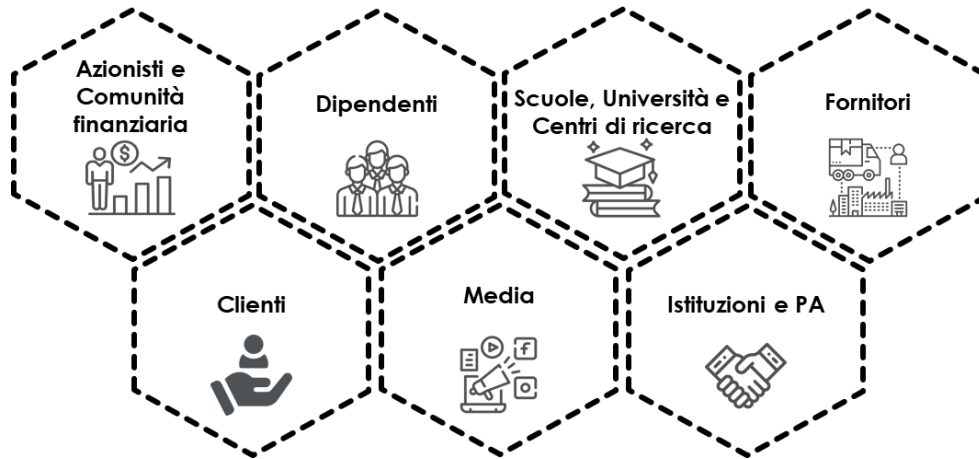 Azionisti e
Comunità
finanziaria
Dipendenti
Scuole, Università e
Centri di ricerca
Fornitori
Clienti
Media
Istituzioni e PA